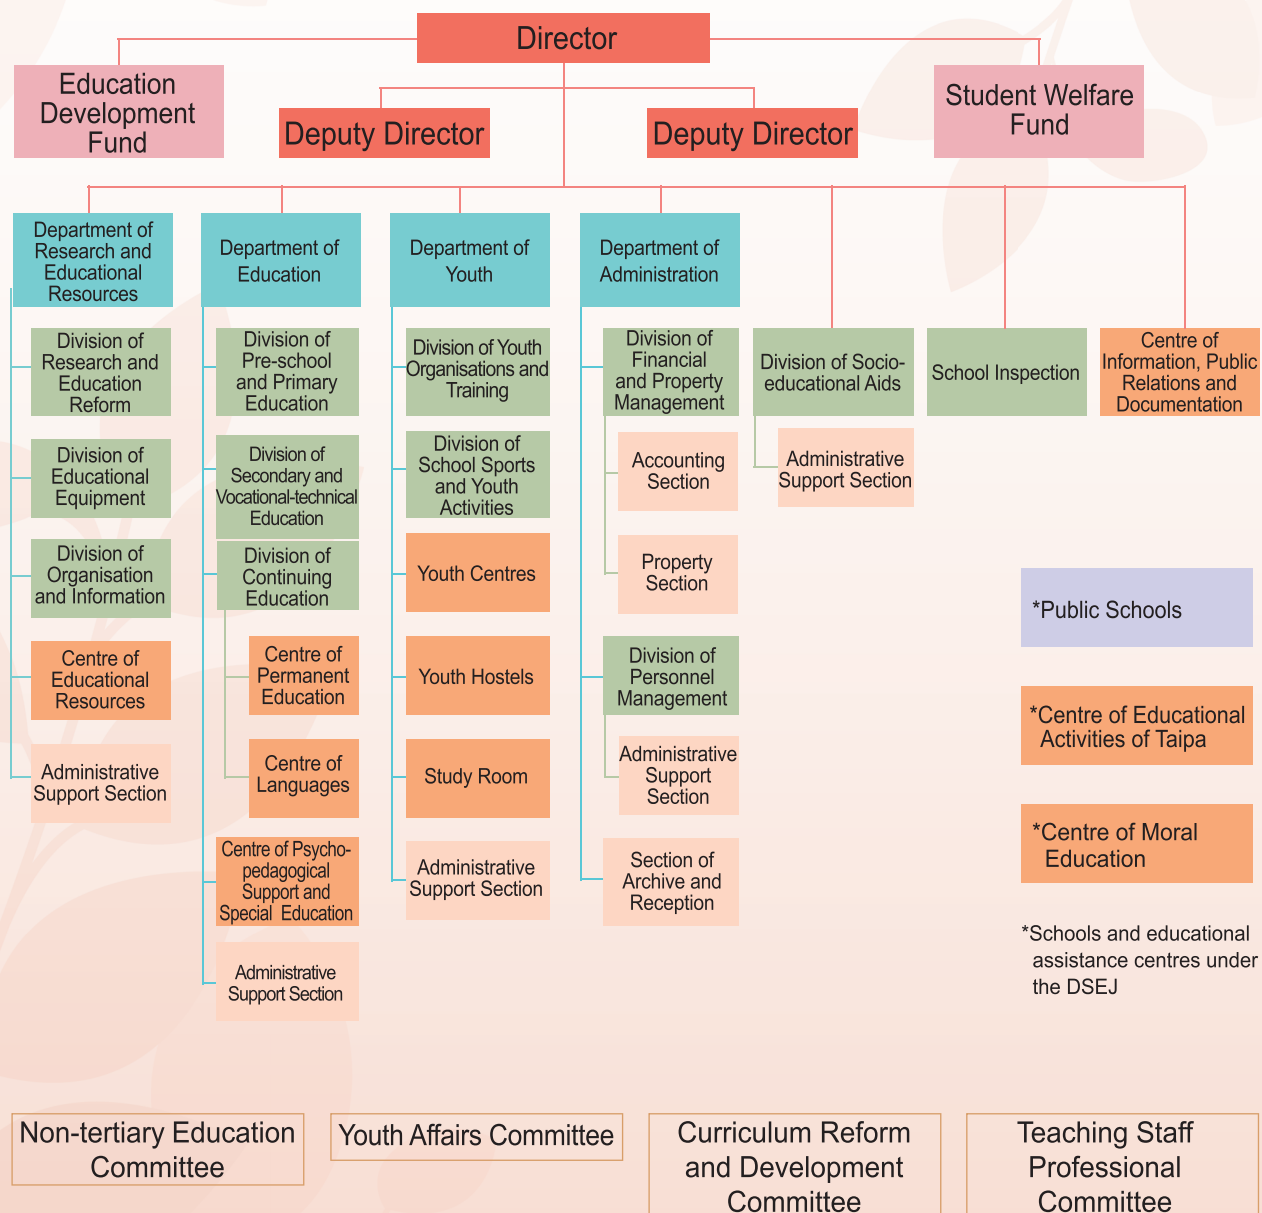 Director
Education
Development
Fund
Student Welfare
Fund
Deputy Director
Deputy Director
Department of
Research and
Educational
Resources
Department of
Education
Department of
Youth
Department of
Administration
Division of
Research and
Education
Reform
Division of
Educational
Equipment
Division of
Organisation
and Information
Centre of
Educational
Resources
Administrative
Support Section
Division of
Pre-school
and Primary
Education
Division of
Secondary and
Vocational-technical
Education
Division of
Continuing
Education
Centre of
Permanent
Education
Centre of
Languages
Centre of Psycho-
pedagogical
Support and
Special Education
Administrative
Support Section
Division of Youth
Organisations and
Training
Division of
School Sports
and Youth
Activities
Youth Centres
Youth Hostels
Study Room
Administrative
Support Section
Division of
Financial
and Property
Management
Accounting
Section
Property
Section
Division of
Personnel
Management
Administrative
Support
Section
Section of
Archive and
Reception
Division of Socio-
educational Aids
Administrative
Support Section
School Inspection
Centre of
Information, Public
Relations and
Documentation
*Public Schools
*Centre of Educational
Activities of Taipa
*Centre of Moral
Education
*Schools and educational
assistance centres under
the DSEJ
Non-tertiary Education
Committee
Youth Affairs Committee
Curriculum Reform
and Development
Committee
Teaching Staff
Professional
Committee